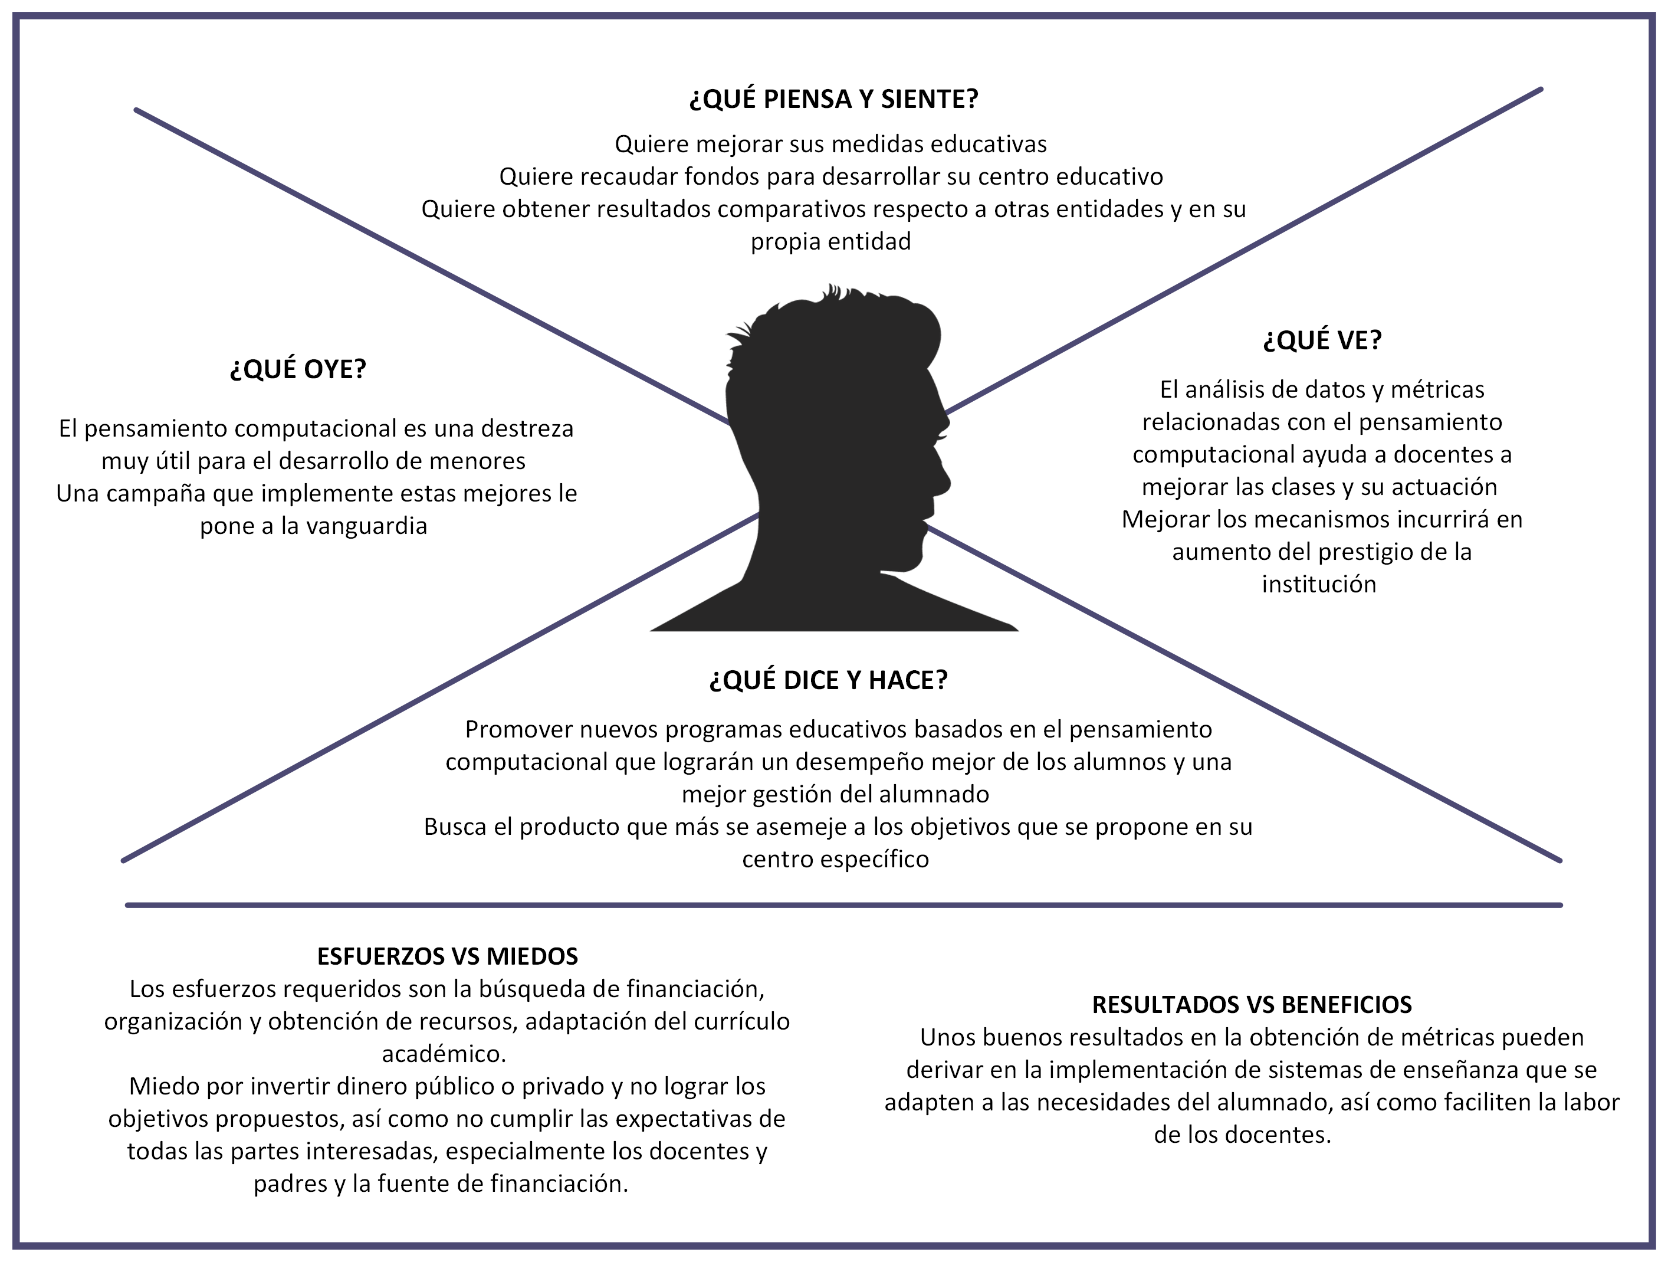 ¿QUÉ PIENSA Y SIENTE?
Quiere mejorar sus medidas educativas
Quiere recaudar fondos para desarrollar su centro educativo
Quiere obtener resultados comparativos respecto a otras entidades y en su
propia entidad
¿QUÉ OYE?
El pensamiento computacional es una destreza
muy útil para el desarrollo de menores
Una campaña que implemente estas mejores le
pone a la vanguardia
¿QUÉ VE?
El análisis de datos y métricas
relacionadas con el pensamiento
computacional ayuda a docentes a
mejorar las clases y su actuación
Mejorar los mecanismos incurrirá en
aumento del prestigio de la
institución
¿QUÉ DICE Y HACE?
Promover nuevos programas educativos basados en el pensamiento
computacional que lograrán un desempeño mejor de los alumnos y una
mejor gestión del alumnado
Busca el producto que más se asemeje a los objetivos que se propone en su
centro específico
ESFUERZOS VS MIEDOS
Los esfuerzos requeridos son la búsqueda de financiación,
organización y obtención de recursos, adaptación del currículo
académico.
Miedo por invertir dinero público o privado y no lograr los
objetivos propuestos, así como no cumplir las expectativas de
todas las partes interesadas, especialmente los docentes y
padres y la fuente de financiación.
RESULTADOS VS BENEFICIOS
Unos buenos resultados en la obtención de métricas pueden
derivar en la implementación de sistemas de enseñanza que se
adapten a las necesidades del alumnado, así como faciliten la labor
de los docentes.